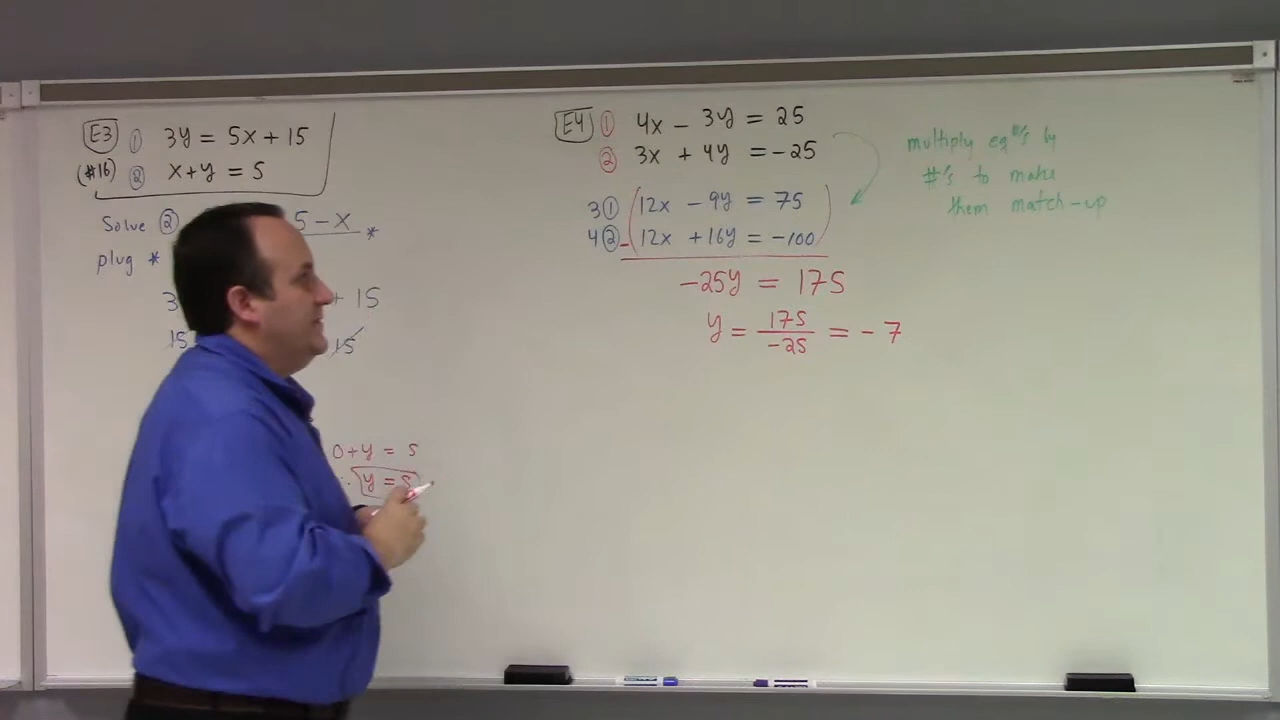 E3 ① 3y = 5x + 15
(#16) ② x + y = 5
Solve ② 5 - x *
plug *
3 + 15
15 15
0 + y = 5
y = 5
E4 ① 4x - 3y = 25
② 3x + 4y = -25
3① 12x - 9y = 75
4② - 12x + 16y = -100
-25y = 175
y = 175/-25 = -7
multiply eqⁿ's by
#'s to make
them match-up